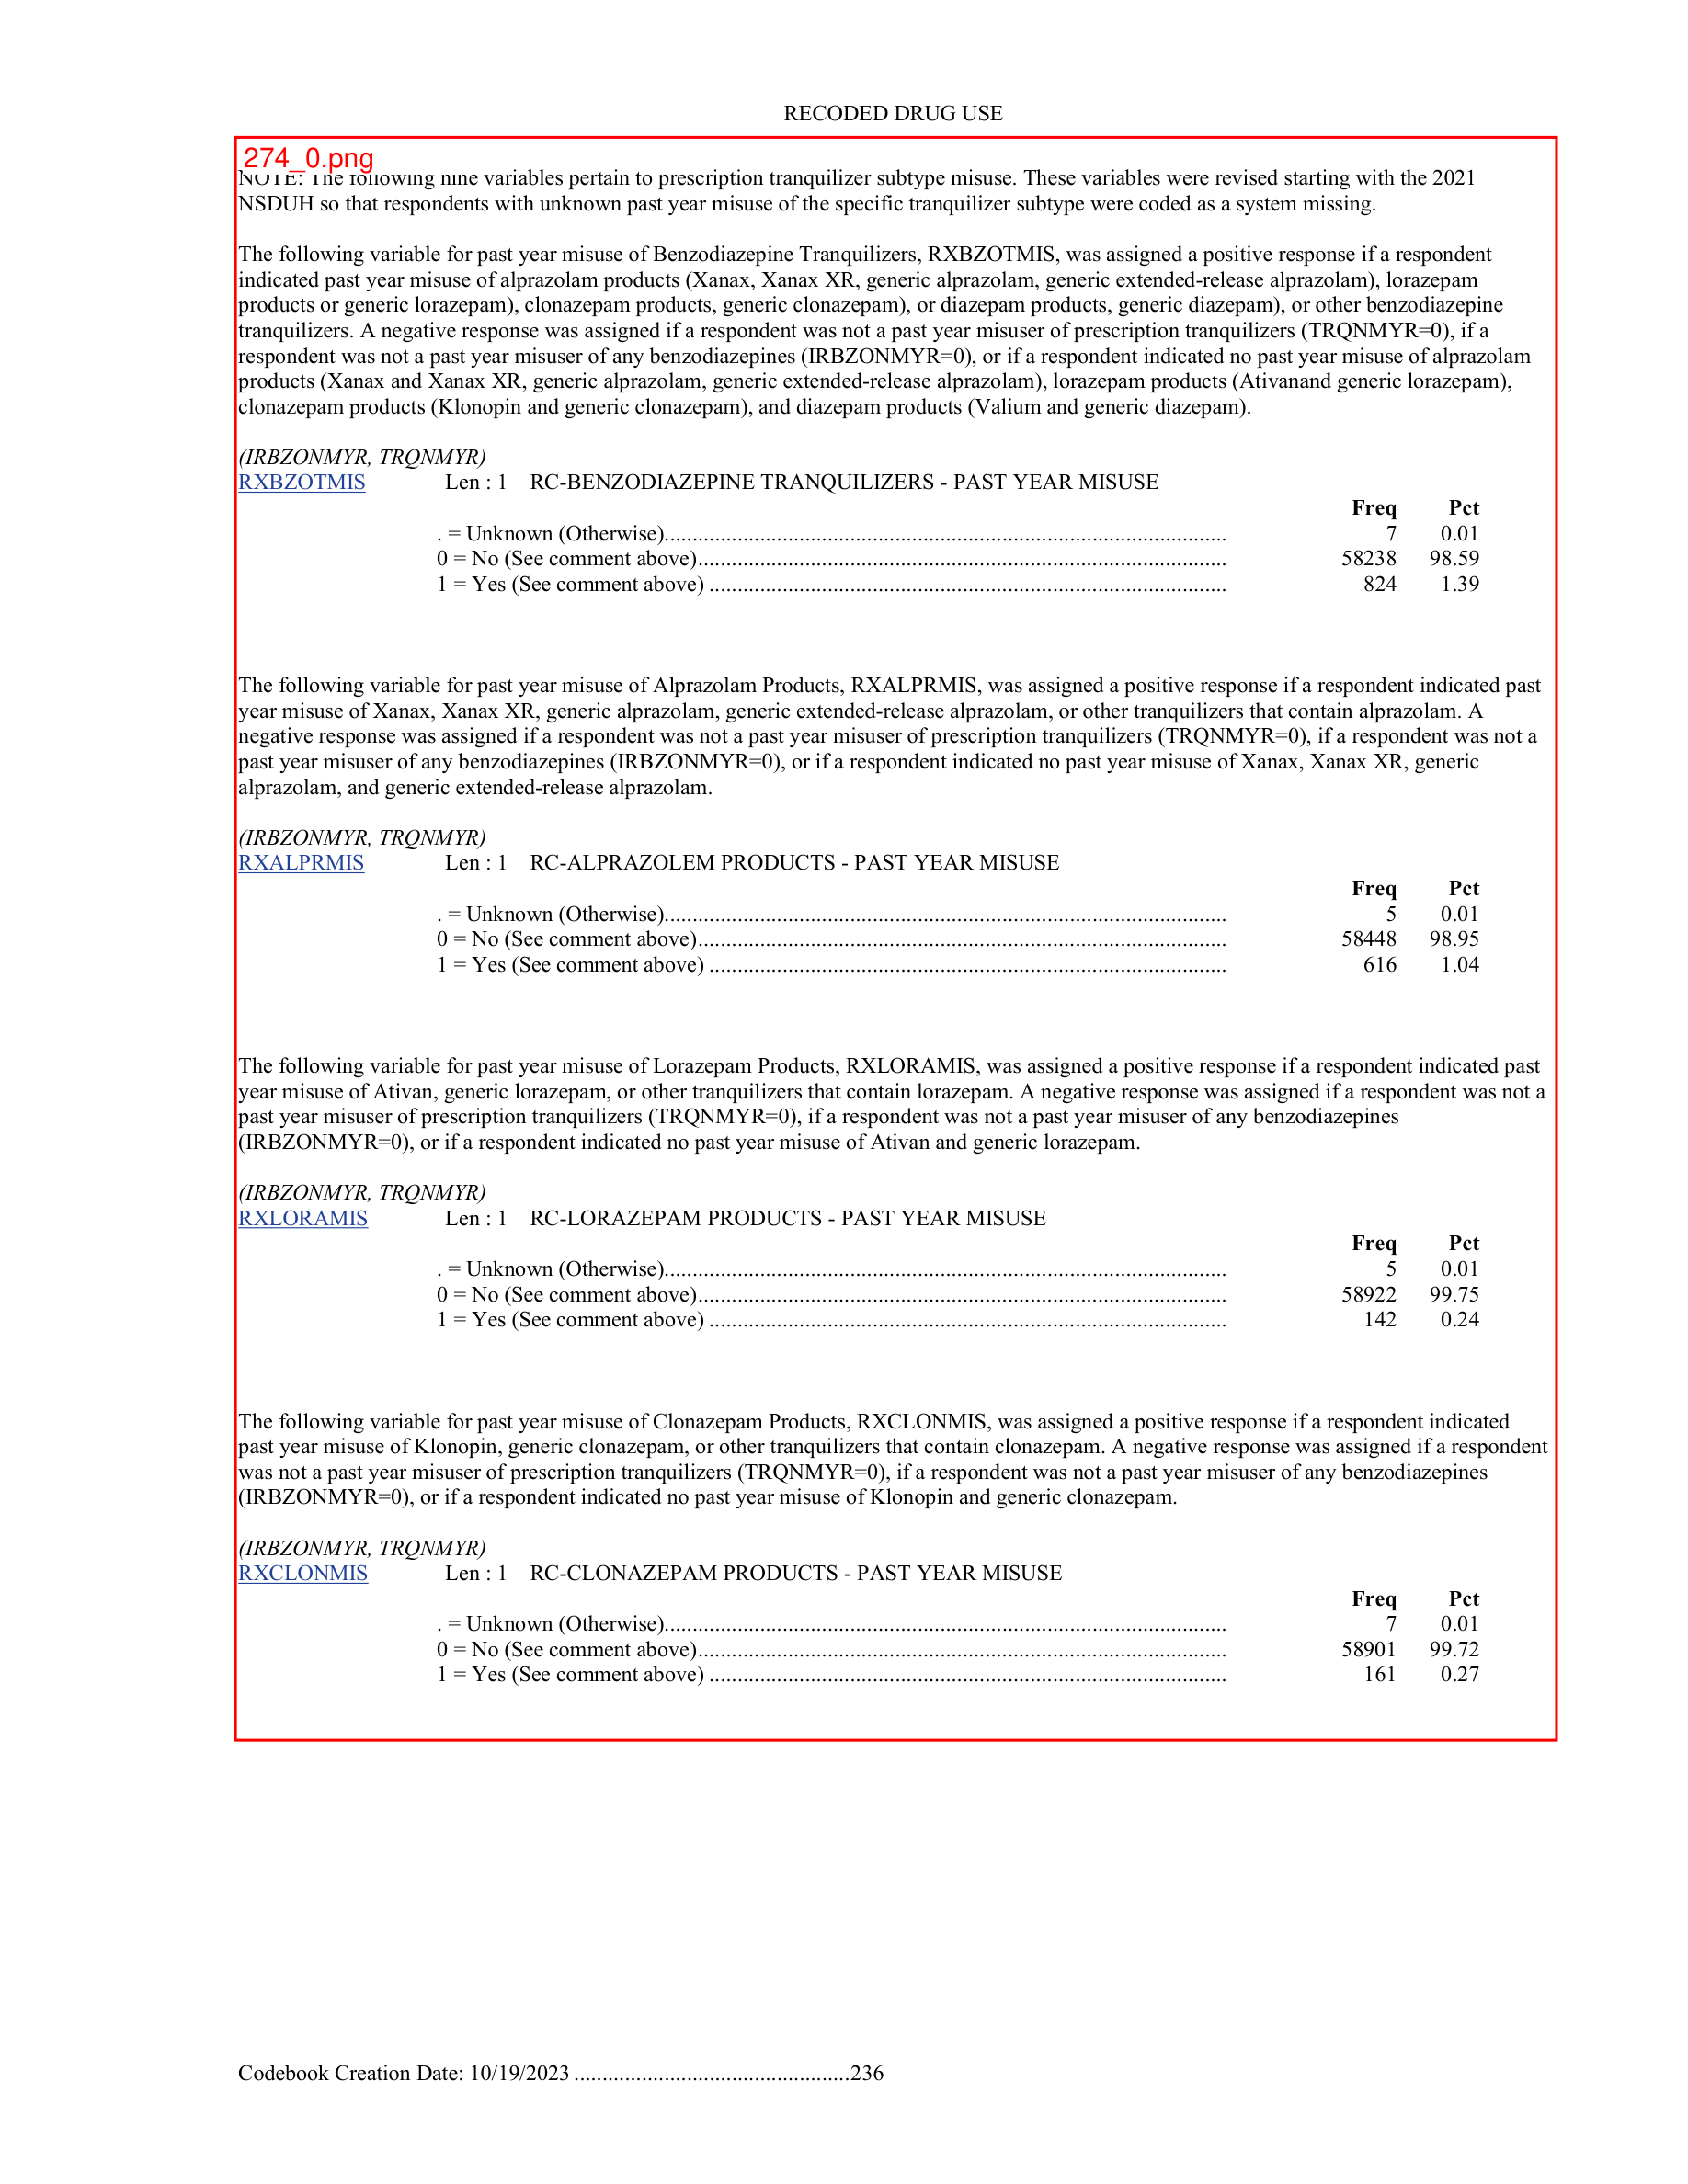 RECODED DRUG USE
274_0.png
NOTE: The following nine variables pertain to prescription tranquilizer subtype misuse. These variables were revised starting with the 2021
NSDUH so that respondents with unknown past year misuse of the specific tranquilizer subtype were coded as a system missing.
The following variable for past year misuse of Benzodiazepine Tranquilizers, RXBZOTMIS, was assigned a positive response if a respondent
indicated past year misuse of alprazolam products (Xanax, Xanax XR, generic alprazolam, generic extended-release alprazolam), lorazepam
products or generic lorazepam), clonazepam products, generic clonazepam), or diazepam products, generic diazepam), or other benzodiazepine
tranquilizers. A negative response was assigned if a respondent was not a past year misuser of prescription tranquilizers (TRQNMYR=0), if a
respondent was not a past year misuser of any benzodiazepines (IRBZONMYR=0), or if a respondent indicated no past year misuse of alprazolam
products (Xanax and Xanax XR, generic alprazolam, generic extended-release alprazolam), lorazepam products (Ativanand generic lorazepam),
clonazepam products (Klonopin and generic clonazepam), and diazepam products (Valium and generic diazepam).
(IRBZONMYR, TRQNMYR)
RXBZOTMIS Len : 1 RC-BENZODIAZEPINE TRANQUILIZERS - PAST YEAR MISUSE
Freq Pct
. = Unknown (Otherwise).................................................................................................... 7 0.01
0 = No (See comment above).............................................................................................. 58238 98.59
1 = Yes (See comment above) ............................................................................................ 824 1.39
The following variable for past year misuse of Alprazolam Products, RXALPRMIS, was assigned a positive response if a respondent indicated past
year misuse of Xanax, Xanax XR, generic alprazolam, generic extended-release alprazolam, or other tranquilizers that contain alprazolam. A
negative response was assigned if a respondent was not a past year misuser of prescription tranquilizers (TRQNMYR=0), if a respondent was not a
past year misuser of any benzodiazepines (IRBZONMYR=0), or if a respondent indicated no past year misuse of Xanax, Xanax XR, generic
alprazolam, and generic extended-release alprazolam.
(IRBZONMYR, TRQNMYR)
RXALPRMIS Len : 1 RC-ALPRAZOLEM PRODUCTS - PAST YEAR MISUSE
Freq Pct
. = Unknown (Otherwise).................................................................................................... 5 0.01
0 = No (See comment above).............................................................................................. 58448 98.95
1 = Yes (See comment above) ............................................................................................ 616 1.04
The following variable for past year misuse of Lorazepam Products, RXLORAMIS, was assigned a positive response if a respondent indicated past
year misuse of Ativan, generic lorazepam, or other tranquilizers that contain lorazepam. A negative response was assigned if a respondent was not a
past year misuser of prescription tranquilizers (TRQNMYR=0), if a respondent was not a past year misuser of any benzodiazepines
(IRBZONMYR=0), or if a respondent indicated no past year misuse of Ativan and generic lorazepam.
(IRBZONMYR, TRQNMYR)
RXLORAMIS Len : 1 RC-LORAZEPAM PRODUCTS - PAST YEAR MISUSE
Freq Pct
. = Unknown (Otherwise).................................................................................................... 5 0.01
0 = No (See comment above).............................................................................................. 58922 99.75
1 = Yes (See comment above) ............................................................................................ 142 0.24
The following variable for past year misuse of Clonazepam Products, RXCLONMIS, was assigned a positive response if a respondent indicated
past year misuse of Klonopin, generic clonazepam, or other tranquilizers that contain clonazepam. A negative response was assigned if a respondent
was not a past year misuser of prescription tranquilizers (TRQNMYR=0), if a respondent was not a past year misuser of any benzodiazepines
(IRBZONMYR=0), or if a respondent indicated no past year misuse of Klonopin and generic clonazepam.
(IRBZONMYR, TRQNMYR)
RXCLONMIS Len : 1 RC-CLONAZEPAM PRODUCTS - PAST YEAR MISUSE
Freq Pct
. = Unknown (Otherwise).................................................................................................... 7 0.01
0 = No (See comment above).............................................................................................. 58901 99.72
1 = Yes (See comment above) ............................................................................................ 161 0.27
Codebook Creation Date: 10/19/2023 .................................................236